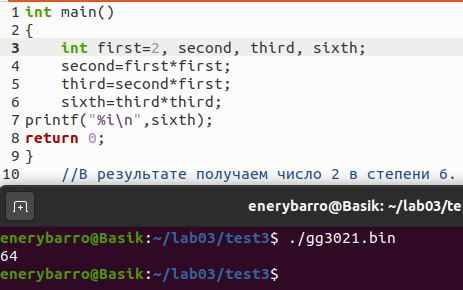 1 int main()
2 {
3 int first=2, second, third, sixth;
4 second=first*first;
5 third=second*first;
6 sixth=third*third;
7 printf("%i\n",sixth);
8 return 0;
9 }
10 //В результате получаем число 2 в степени 6.
enerybarro@Basik: ~/lab03/tes
enerybarro@Basik:~/lab03/test3$ ./gg3021.bin
64
enerybarro@Basik:~/lab03/test3$